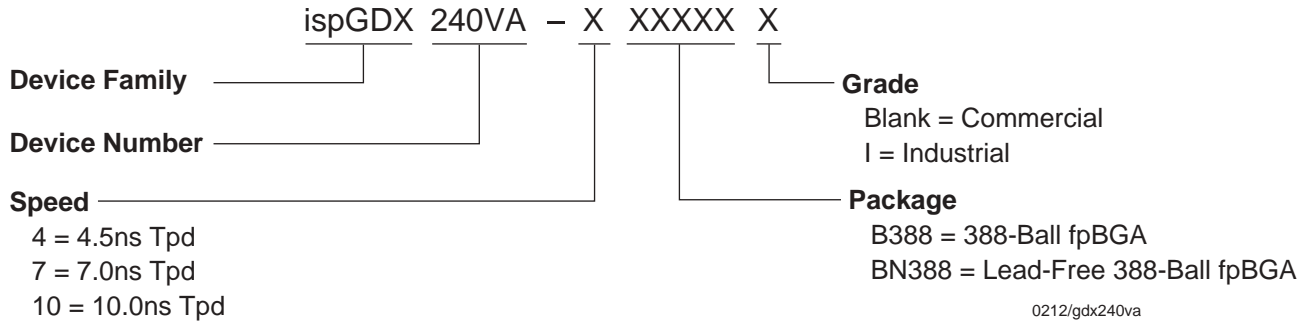 ispGDX 240VA – X XXXXX X
Device Family
Device Number
Speed
4 = 4.5ns Tpd
7 = 7.0ns Tpd
10 = 10.0ns Tpd
Grade
Blank = Commercial
I = Industrial
Package
B388 = 388-Ball fpBGA
BN388 = Lead-Free 388-Ball fpBGA
0212/gdx240va